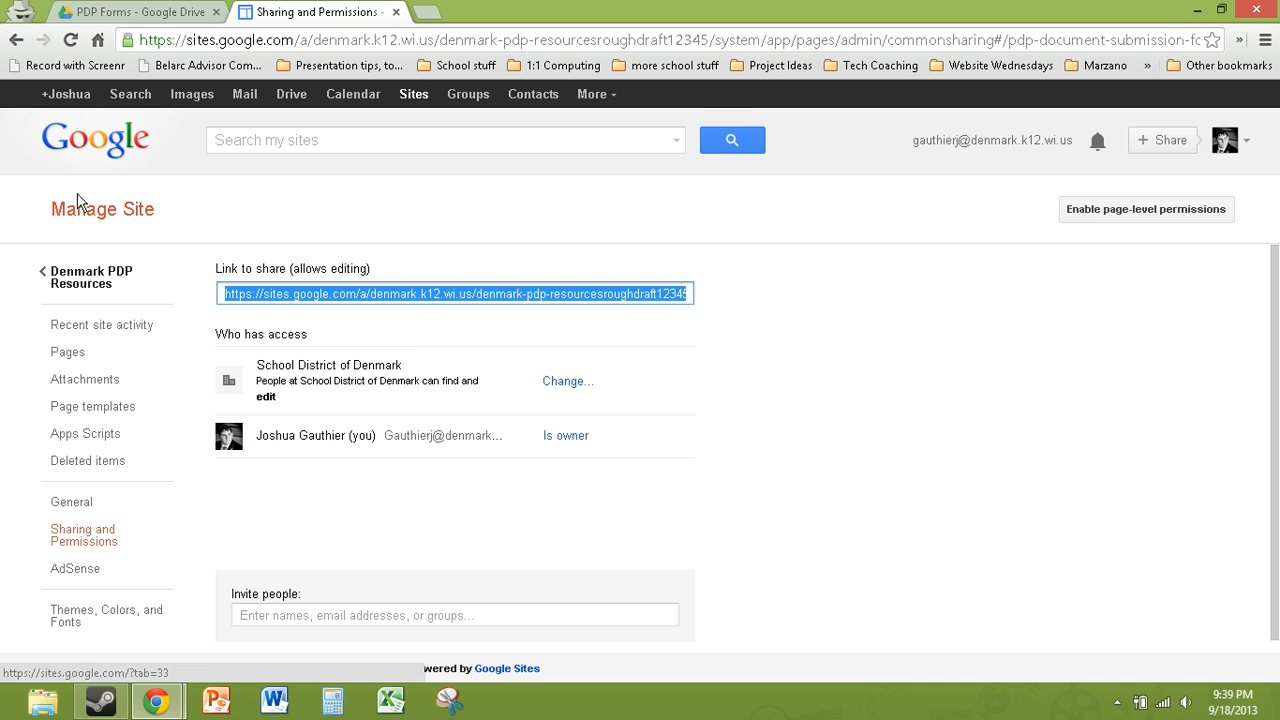 PDP Forms - Google Drive
Sharing and Permissions -
https://sites.google.com/a/denmark.k12.wi.us/denmark-pdp-resourcesroughdraft12345/system/app/pages/admin/commonsharing#/pdp-document-submission-fo
»
Record with Screenr
Belarc Advisor Com...
Presentation tips, to...
School stuff
1:1 Computing
more school stuff
Project Ideas
Tech Coaching
Website Wednesdays
Marzano
»
Other bookmarks
+Joshua Search Images Mail Drive Calendar Sites Groups Contacts More
Google
Search my sites
gauthierj@denmark.k12.wi.us
+ Share
Manage Site
Enable page-level permissions
Denmark PDP
Resources
Recent site activity
Pages
Attachments
Page templates
Apps Scripts
Deleted items
General
Sharing and
Permissions
AdSense
Themes, Colors, and
Fonts
Link to share (allows editing)
https://sites.google.com/a/denmark.k12.wi.us/denmark-pdp-resourcesroughdraft12345
Who has access
School District of Denmark
People at School District of Denmark can find and
edit
Change...
Joshua Gauthier (you) Gauthierj@denmark...
Is owner
Invite people:
Enter names, email addresses, or groups...
https://sites.google.com/?tab=33
wered by Google Sites
9:39 PM
9/18/2013